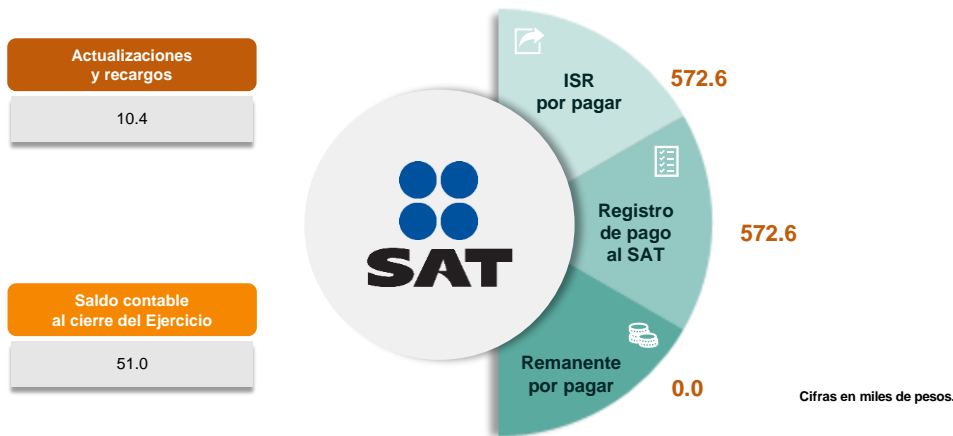 Actualizaciones
y recargos
10.4
Saldo contable
al cierre del Ejercicio
51.0
SAT
ISR
por pagar
572.6
Registro
de pago
al SAT
572.6
Remanente
por pagar
0.0
Cifras en miles de pesos.